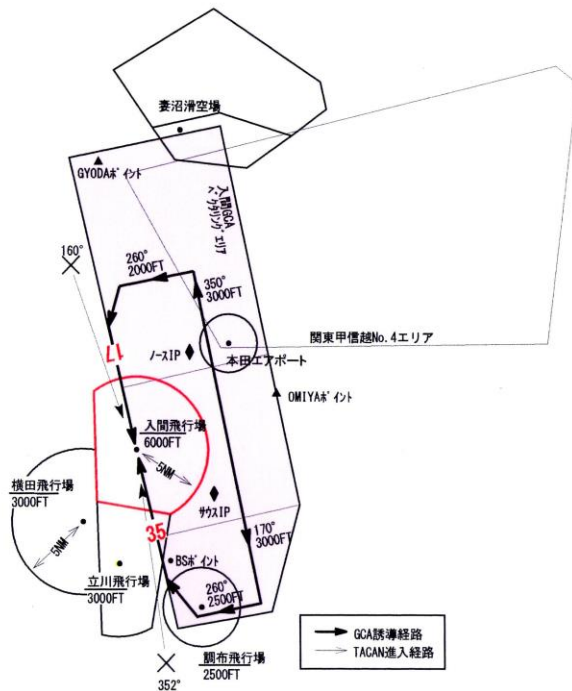 妻沼滑空場
GYODAポイント
入間GCA
ベクタリングエリア
160°
260°
2000FT
350°
3000FT
関東甲信越No.4エリア
17
ノースIP
本田エアポート
OMIYAポイント
入間飛行場
6000FT
5NM
横田飛行場
3000FT
5NM
サウスIP
35
170°
3000FT
BSポイント
立川飛行場
3000FT
260°
2500FT
調布飛行場
2500FT
352°
GCA誘導経路
TACAN進入経路